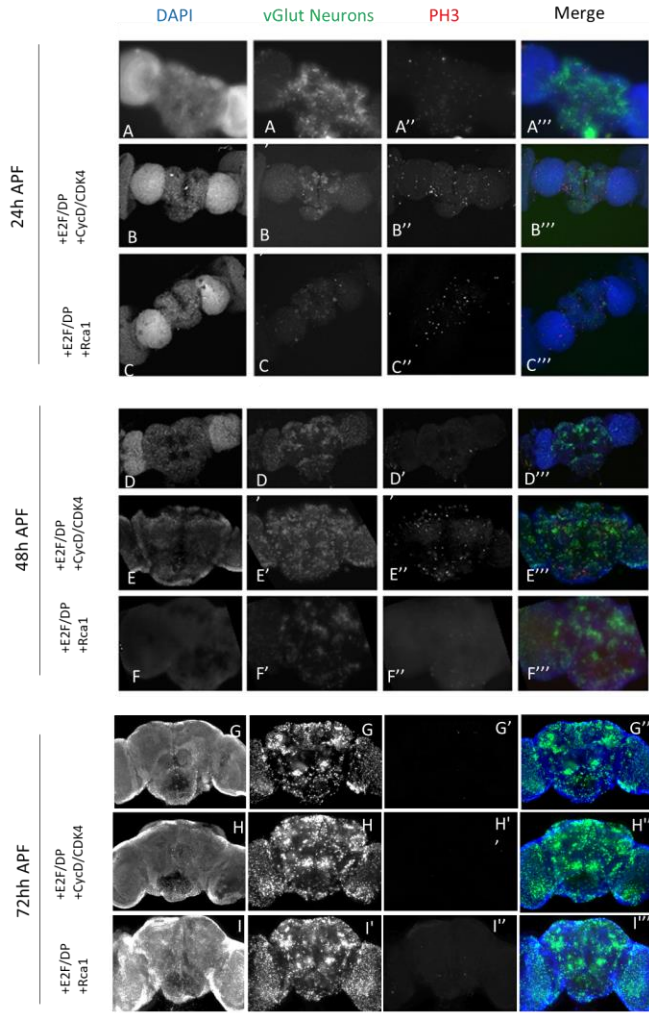 DAPI vGlut Neurons PH3 Merge
24h APF
A A A'' A'''
+E2F/DP
+CycD/CDK4
B B ' B'' B'''
+E2F/DP
+Rca1
C C ' C'' C'''
48h APF
D D D' D'''
+E2F/DP
+CycD/CDK4
E E' ' E'' ' E'''
+E2F/DP
+Rca1
F F' F'' F'''
72hh APF
G G G' G''
+E2F/DP
+CycD/CDK4
H H H' ' H''
+E2F/DP
+Rca1
I I' I'' I'''